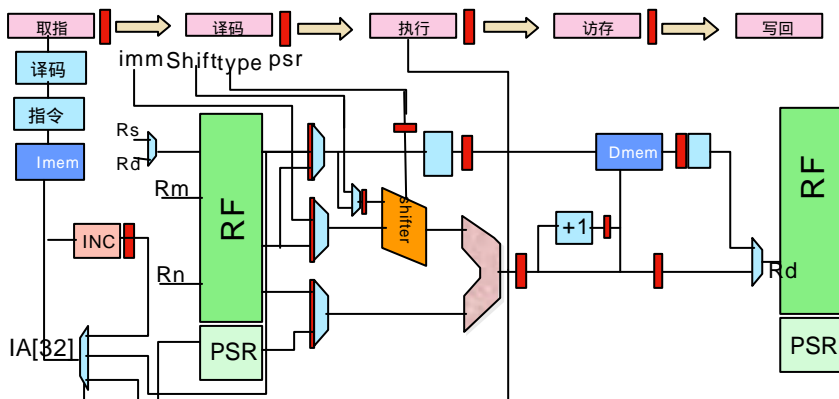 取指
译码
执行
访存
写回
imm
Shift
type
psr
译码
指令
Imem
Rs
Rd
Rm
RF
shifter
Dmem
RF
INC
Rn
+1
Rd
IA[32]
PSR
PSR